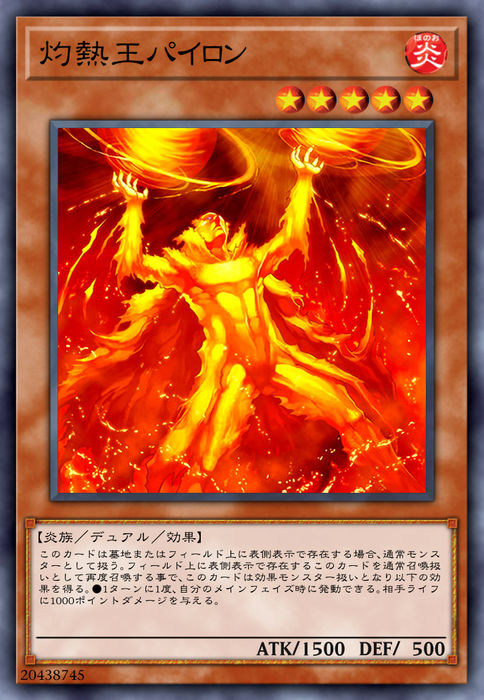 灼熱王パイロン
ほのお
炎
【炎族／デュアル／効果】
このカードは墓地またはフィールド上に表側表示で存在する場合、通常モンス
ターとして扱う。フィールド上に表側表示で存在するこのカードを通常召喚扱
いとして再度召喚する事で、このカードは効果モンスター扱いとなり以下の効
果を得る。●1ターンに1度、自分のメインフェイズ時に発動できる。相手ライフ
に1000ポイントダメージを与える。
ATK/1500 DEF/ 500
20438745